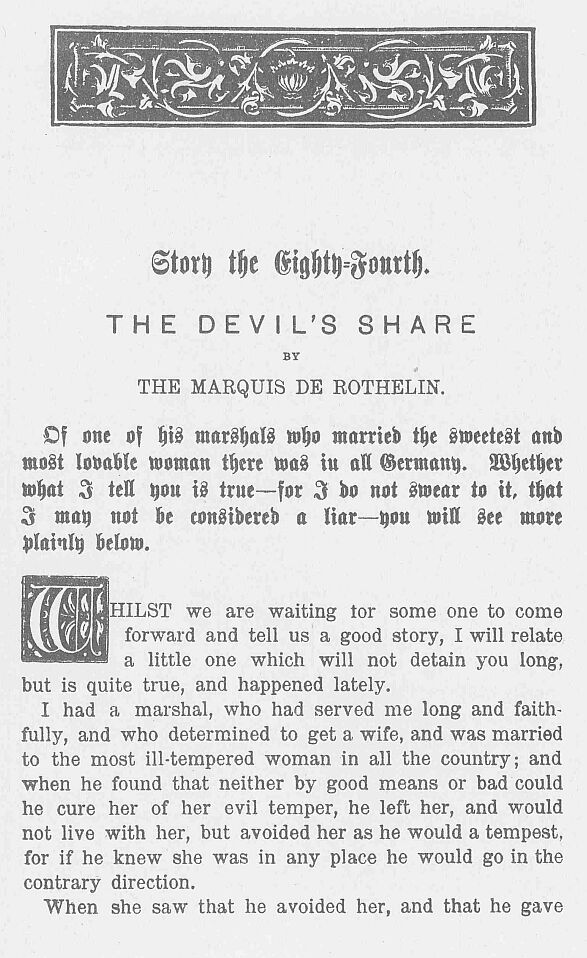 Story the Eighty-Fourth.
THE DEVIL'S SHARE
BY
THE MARQUIS DE ROTHELIN.
Of one of his marshals who married the sweetest and
most lovable woman there was in all Germany. Whether
what I tell you is true—for I do not swear to it, that
I may not be considered a liar—you will see more
plainly below.
WHILST we are waiting for some one to come
forward and tell us a good story, I will relate
a little one which will not detain you long,
but is quite true, and happened lately.
I had a marshal, who had served me long and faith-
fully, and who determined to get a wife, and was married
to the most ill-tempered woman in all the country; and
when he found that neither by good means or bad could
he cure her of her evil temper, he left her, and would
not live with her, but avoided her as he would a tempest,
for if he knew she was in any place he would go in the
contrary direction.
When she saw that he avoided her, and that he gave